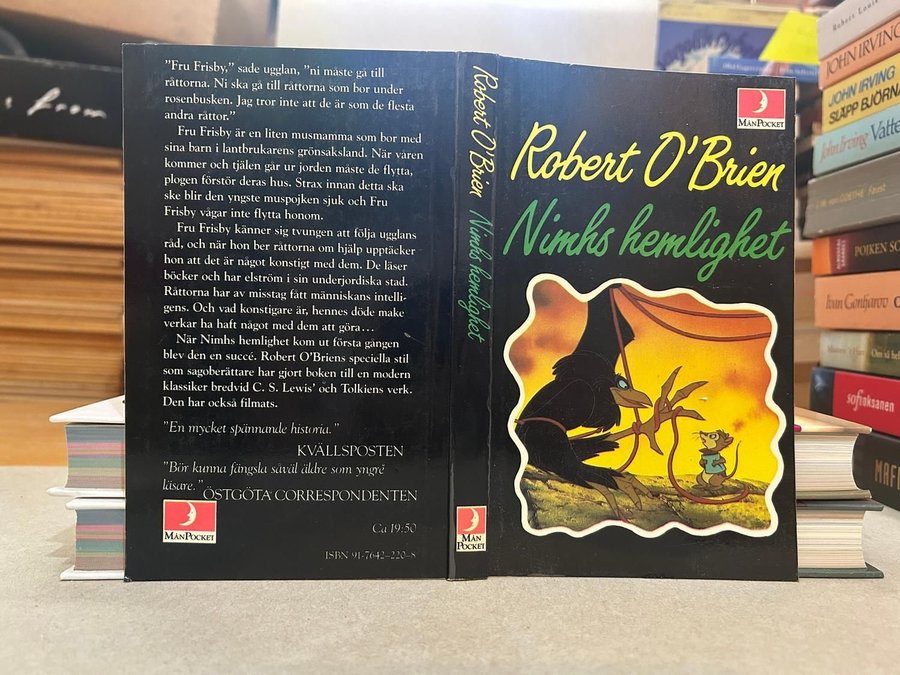 "Fru Frisby," sade ugglan, "ni måste gå till
råttorna. Ni ska gå till råttorna som bor under
rosenbusken. Jag tror inte att de är som de flesta
andra råttor."
Fru Frisby är en liten musmamma som bor med
sina barn i lantbrukarens grönsaksland. När våren
kommer och tjälen går ur jorden måste de flytta,
plogen förstör deras hus. Strax innan detta ska
ske blir den yngste muspojken sjuk och Fru
Frisby vågar inte flytta honom.
Fru Frisby känner sig tvungen att följa ugglans
råd, och när hon ber råttorna om hjälp upptäcker
hon att det är något konstigt med dem. De läser
böcker och har elström i sin underjordiska stad.
Råttorna har av misstag fått människans intelli-
gens. Och vad konstigare är, hennes döde make
verkar ha haft något med dem att göra...
När Nimhs hemlighet kom ut första gången
blev den en succé. Robert O'Briens speciella stil
som sagoberättare har gjort boken till en modern
klassiker bredvid C. S. Lewis' och Tolkiens verk.
Den har också filmats.
"En mycket spännande historia."
KVÄLLSPOSTEN
"Bör kunna fängsla såväl äldre som yngre
läsare."
ÖSTGÖTA CORRESPONDENTEN
MÅNPOCKET
Ca 19:50
ISBN 91-7642-220-8
Robert O'Brien Nimhs hemlighet
MÅN
POCKET
MÅNPOCKET
Robert O'Brien
Nimhs hemlighet
from
JOHN IRVING
JOHN IRVING
SLÄPP BJÖRNA
John Irving Vatte
Faust
POJKEN SO
Ivan Gontjarov
sofi oksanen
MAFF